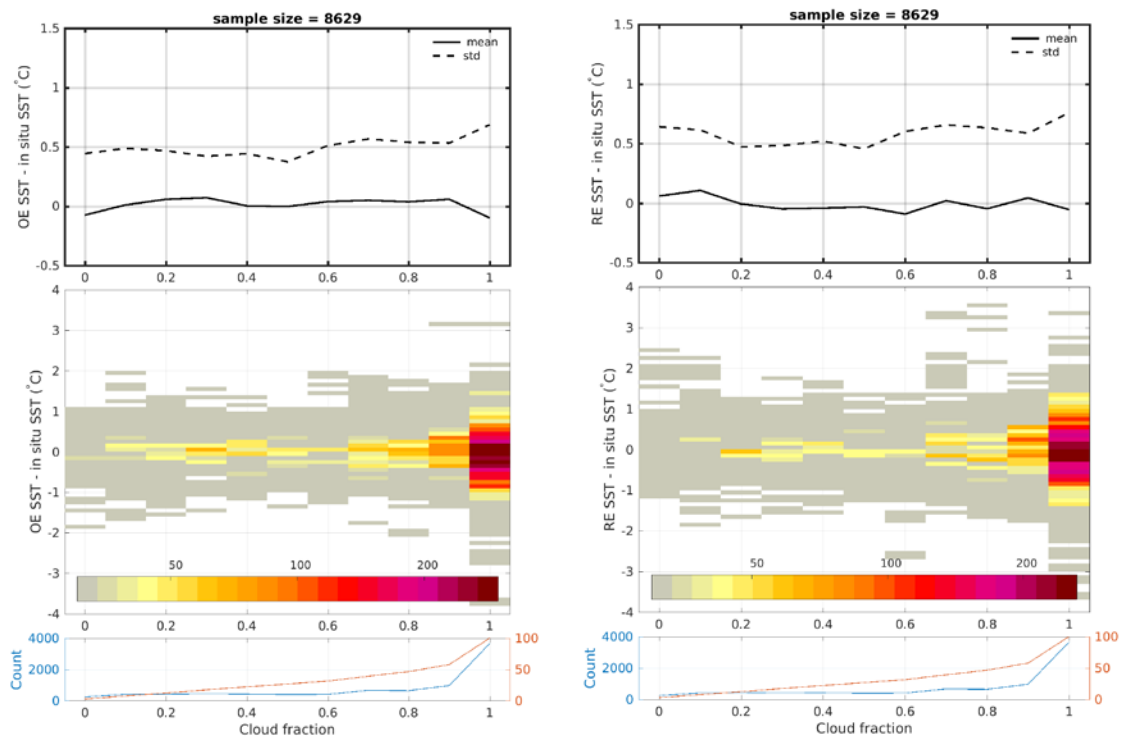 sample size = 8629
1.5
1
0.5
0
-0.5
OE SST - in situ SST (°C)
mean
std
0 0.2 0.4 0.6 0.8 1
4
3
2
1
0
-1
-2
-3
-4
OE SST - in situ SST (°C)
50 100 200
0 0.2 0.4 0.6 0.8 1
4000
2000
0
Count
100
50
0
0 0.2 0.4 0.6 0.8 1
Cloud fraction
sample size = 8629
1.5
1
0.5
0
-0.5
RE SST - in situ SST (°C)
mean
std
0 0.2 0.4 0.6 0.8 1
4
3
2
1
0
-1
-2
-3
-4
RE SST - in situ SST (°C)
50 100 200
0 0.2 0.4 0.6 0.8 1
4000
2000
0
Count
100
50
0
0 0.2 0.4 0.6 0.8 1
Cloud fraction